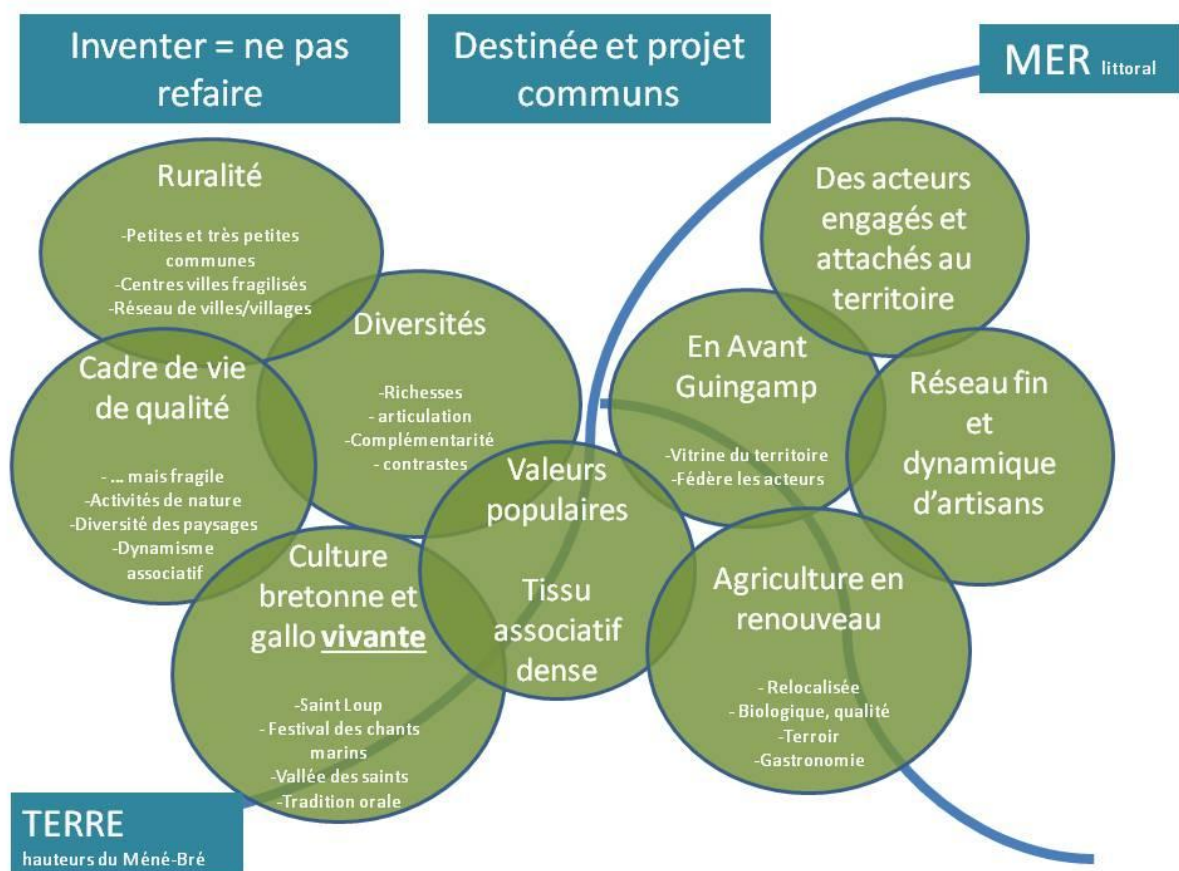 Inventer = ne pas
refaire
Destinée et projet
communs
MER littoral
Ruralité
-Petites et très petites
communes
-Centres villes fragilisés
-Réseau de villes/villages
Diversités
-Richesses
- articulation
-Complémentarité
- contrastes
Cadre de vie
de qualité
- ... mais fragile
-Activités de nature
-Diversité des paysages
-Dynamisme
associatif
Culture
bretonne et
gallo vivante
-Saint Loup
- Festival des chants
marins
-Vallée des saints
-Tradition orale
Valeurs
populaires
Tissu
associatif
dense
Des acteurs
engagés et
attachés au
territoire
En Avant
Guingamp
-Vitrine du territoire
-Fédère les acteurs
Réseau fin
et
dynamique
d'artisans
Agriculture en
renouveau
- Relocalisée
- Biologique, qualité
-Terroir
-Gastronomie
TERRE
hauteurs du Méné-Bré